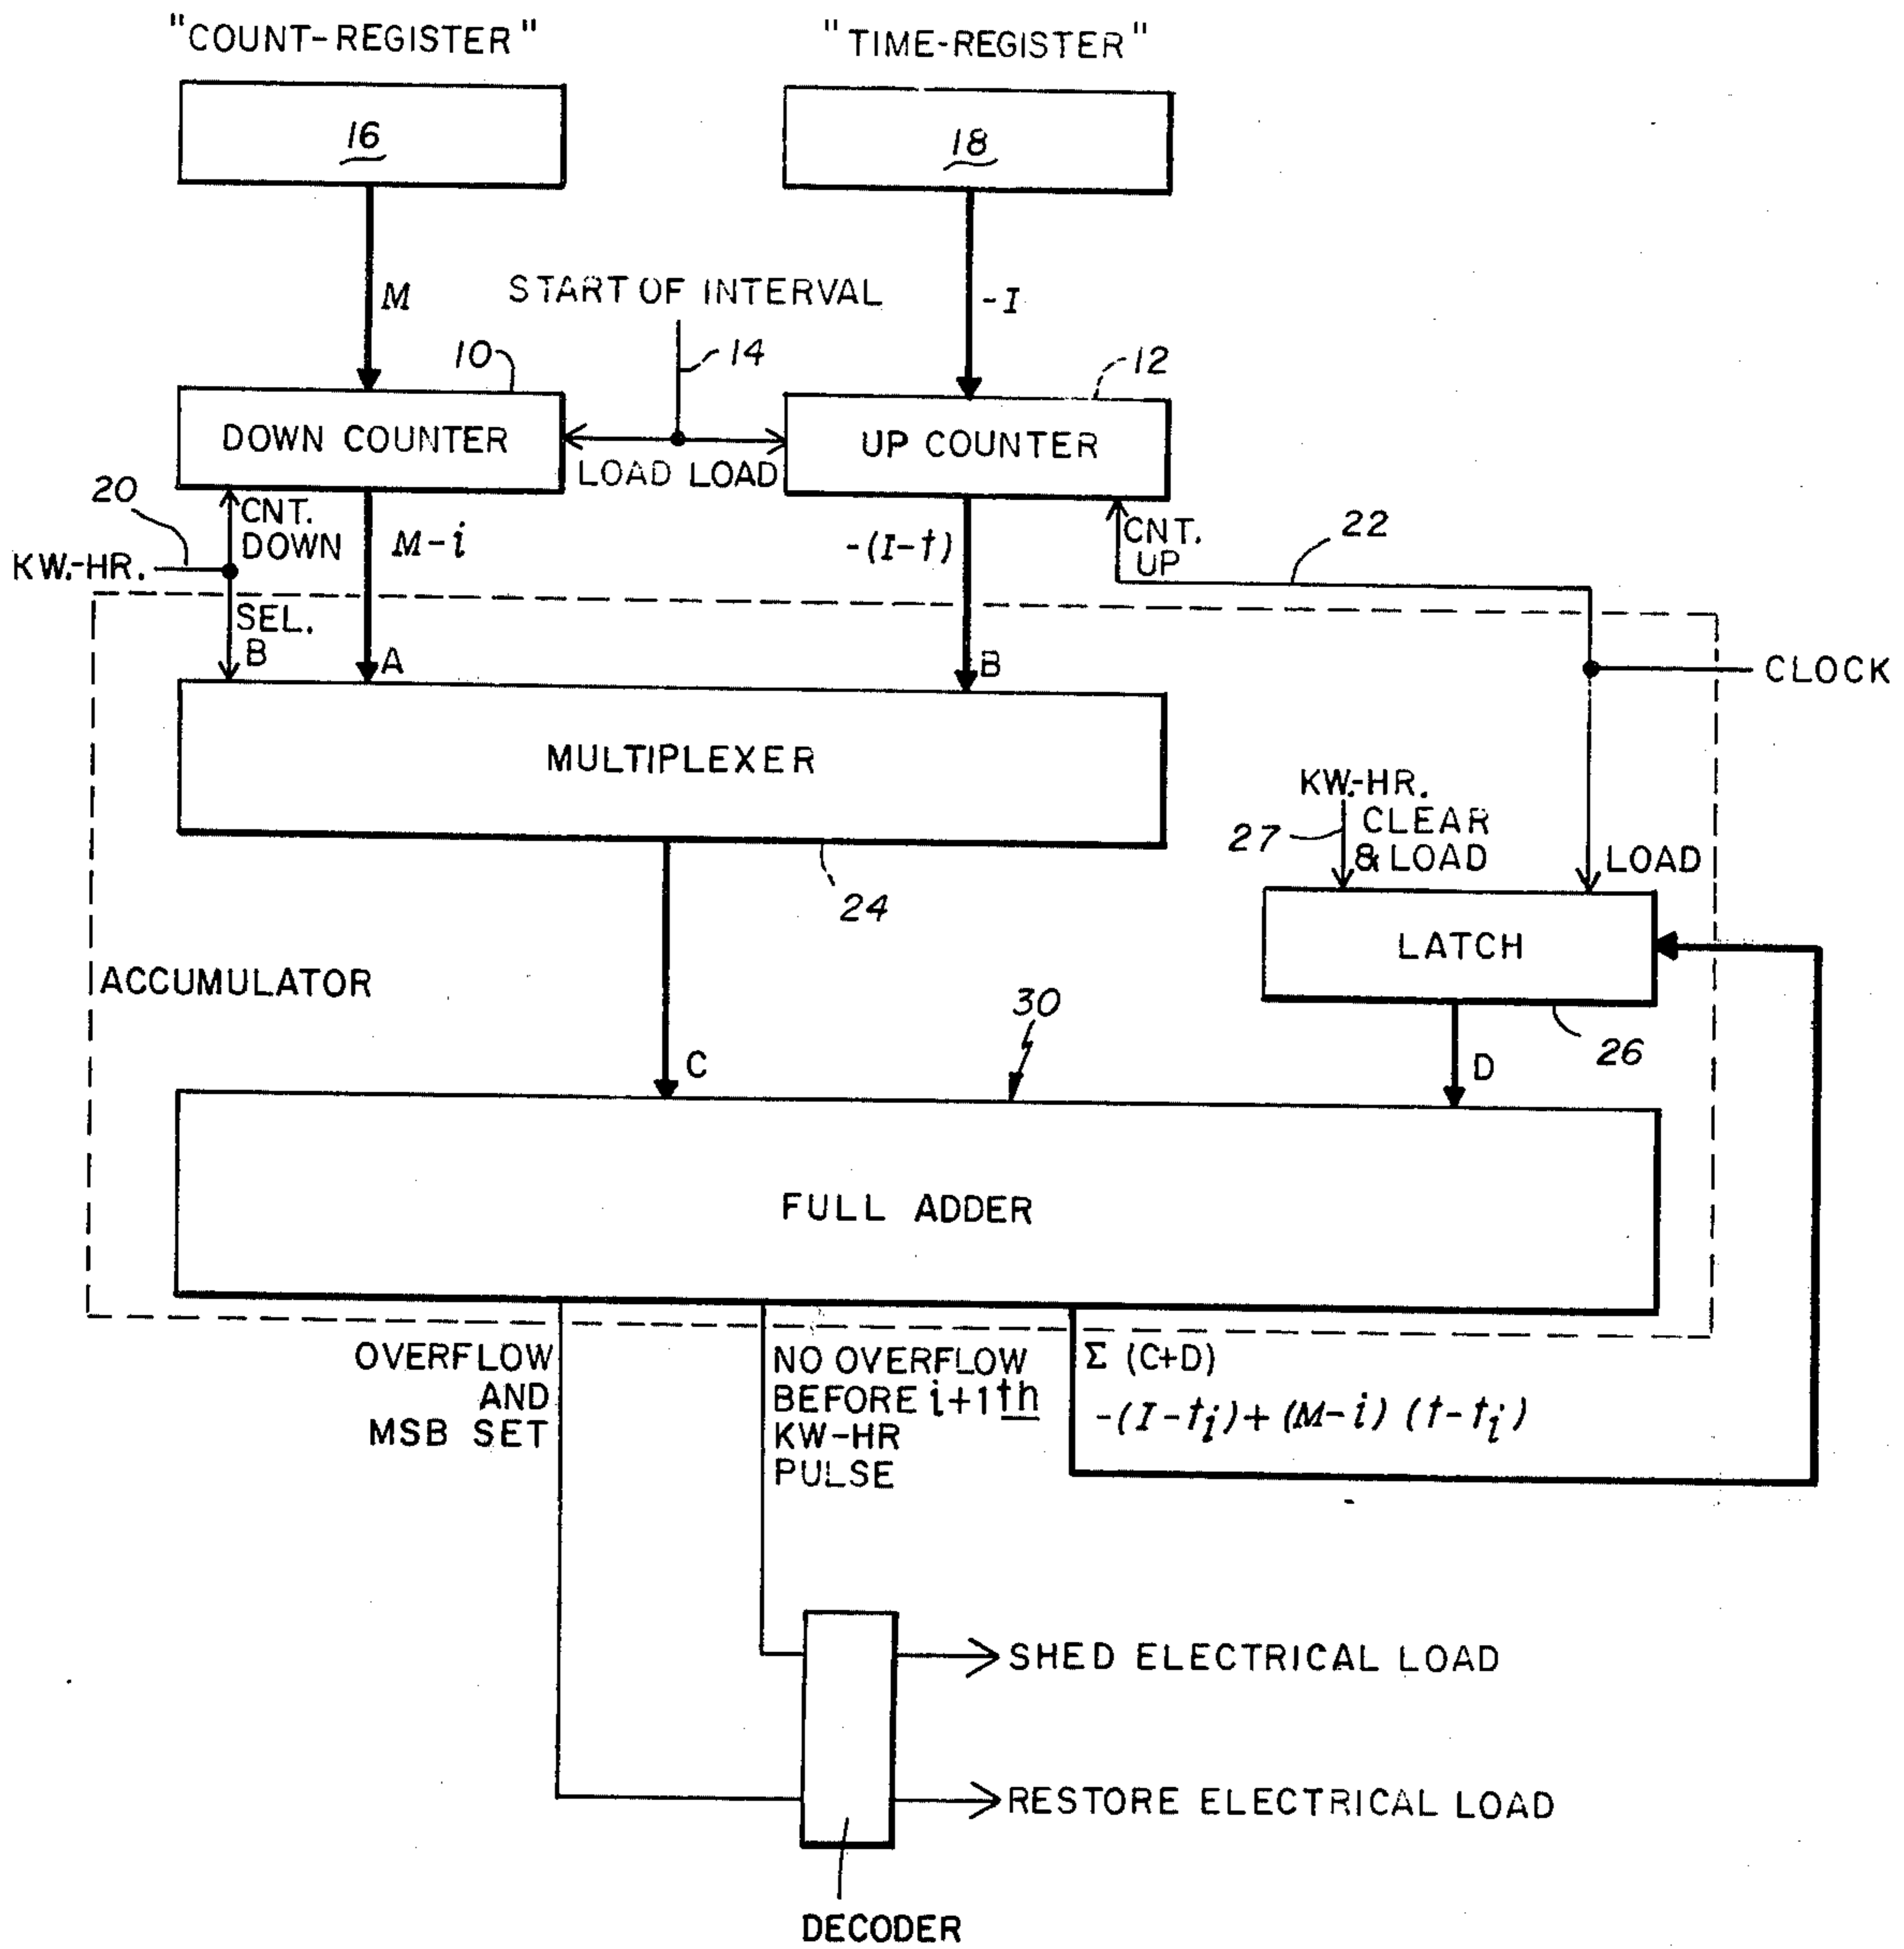 "COUNT-REGISTER"
"TIME-REGISTER"
16
18
M
START OF INTERVAL
-I
10
14
12
DOWN COUNTER
UP COUNTER
LOAD LOAD
20
CNT.
DOWN
M-i
-(I-t)
CNT.
UP
22
KW.-HR.
SEL.
B
A
B
CLOCK
MULTIPLEXER
KW.-HR.
CLEAR
& LOAD
27
LOAD
24
LATCH
ACCUMULATOR
30
26
C
D
FULL ADDER
OVERFLOW
AND
MSB SET
NO OVERFLOW
BEFORE i+1th
KW-HR
PULSE
Σ (C+D)
-(I-ti)+(M-i) (t-ti)
SHED ELECTRICAL LOAD
RESTORE ELECTRICAL LOAD
DECODER